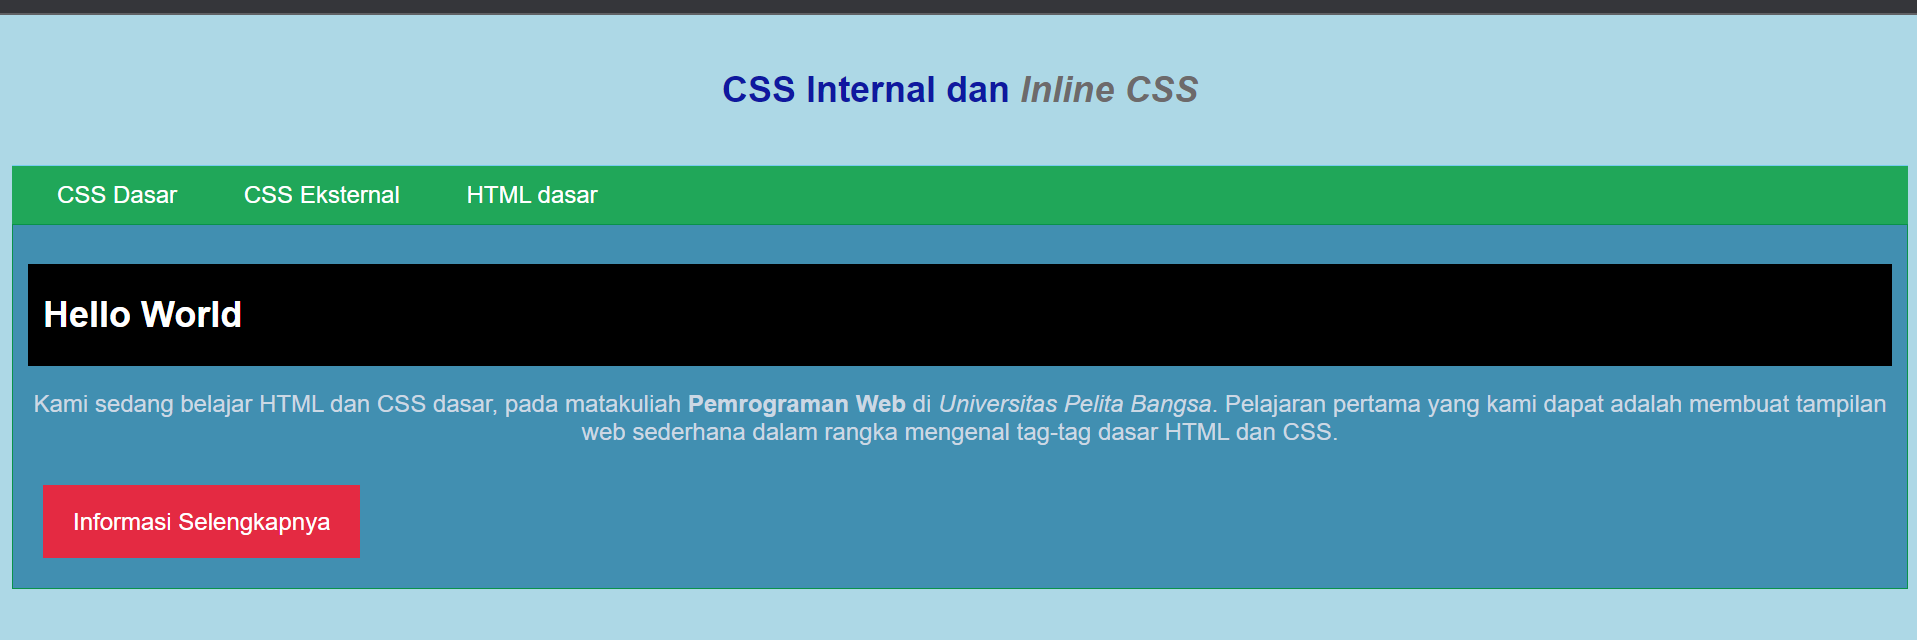 CSS Internal dan Inline CSS
CSS Dasar CSS Eksternal HTML dasar
Hello World
Kami sedang belajar HTML dan CSS dasar, pada matakuliah Pemrograman Web di Universitas Pelita Bangsa. Pelajaran pertama yang kami dapat adalah membuat tampilan
web sederhana dalam rangka mengenal tag-tag dasar HTML dan CSS.
Informasi Selengkapnya